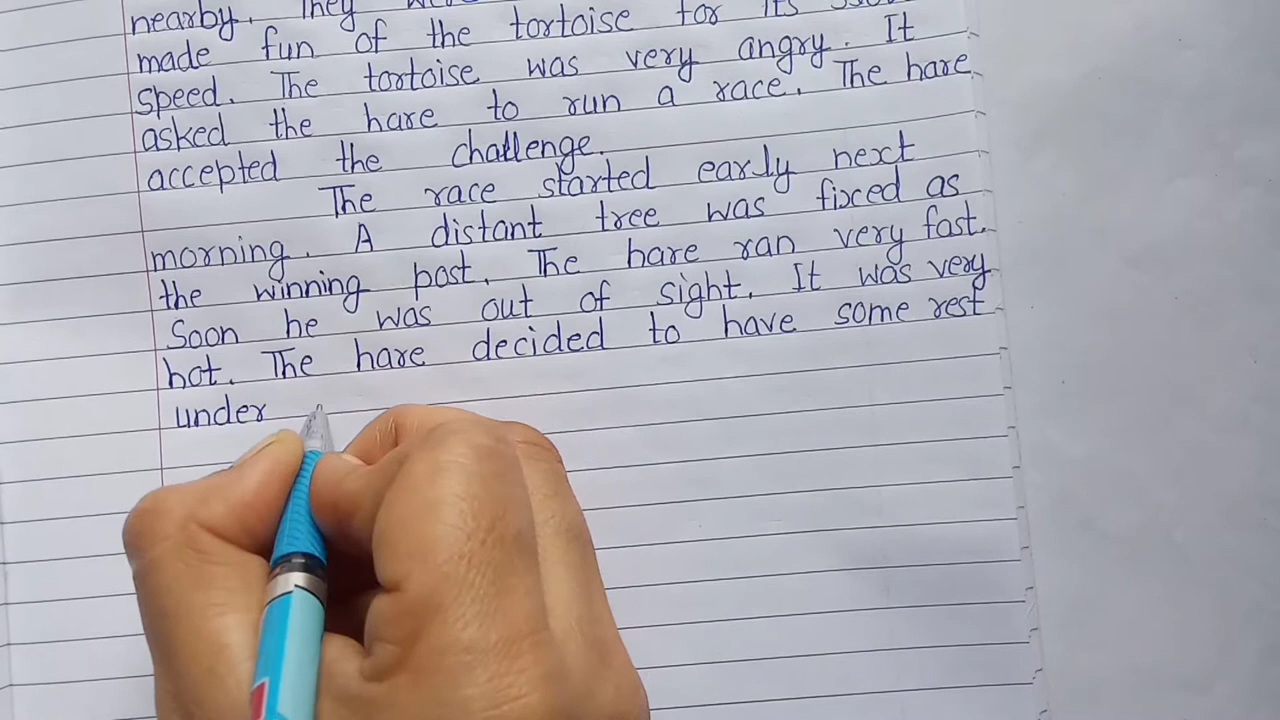 nearby. They
made fun of the tortoise for its
speed. The tortoise was very angry. It
asked the hare to run a race. The hare
accepted the challenge.
The race started early next
morning. A distant tree was fixed as
the winning post. The hare ran very fast.
Soon he was out of sight. It was very
hot. The hare decided to have some rest
under